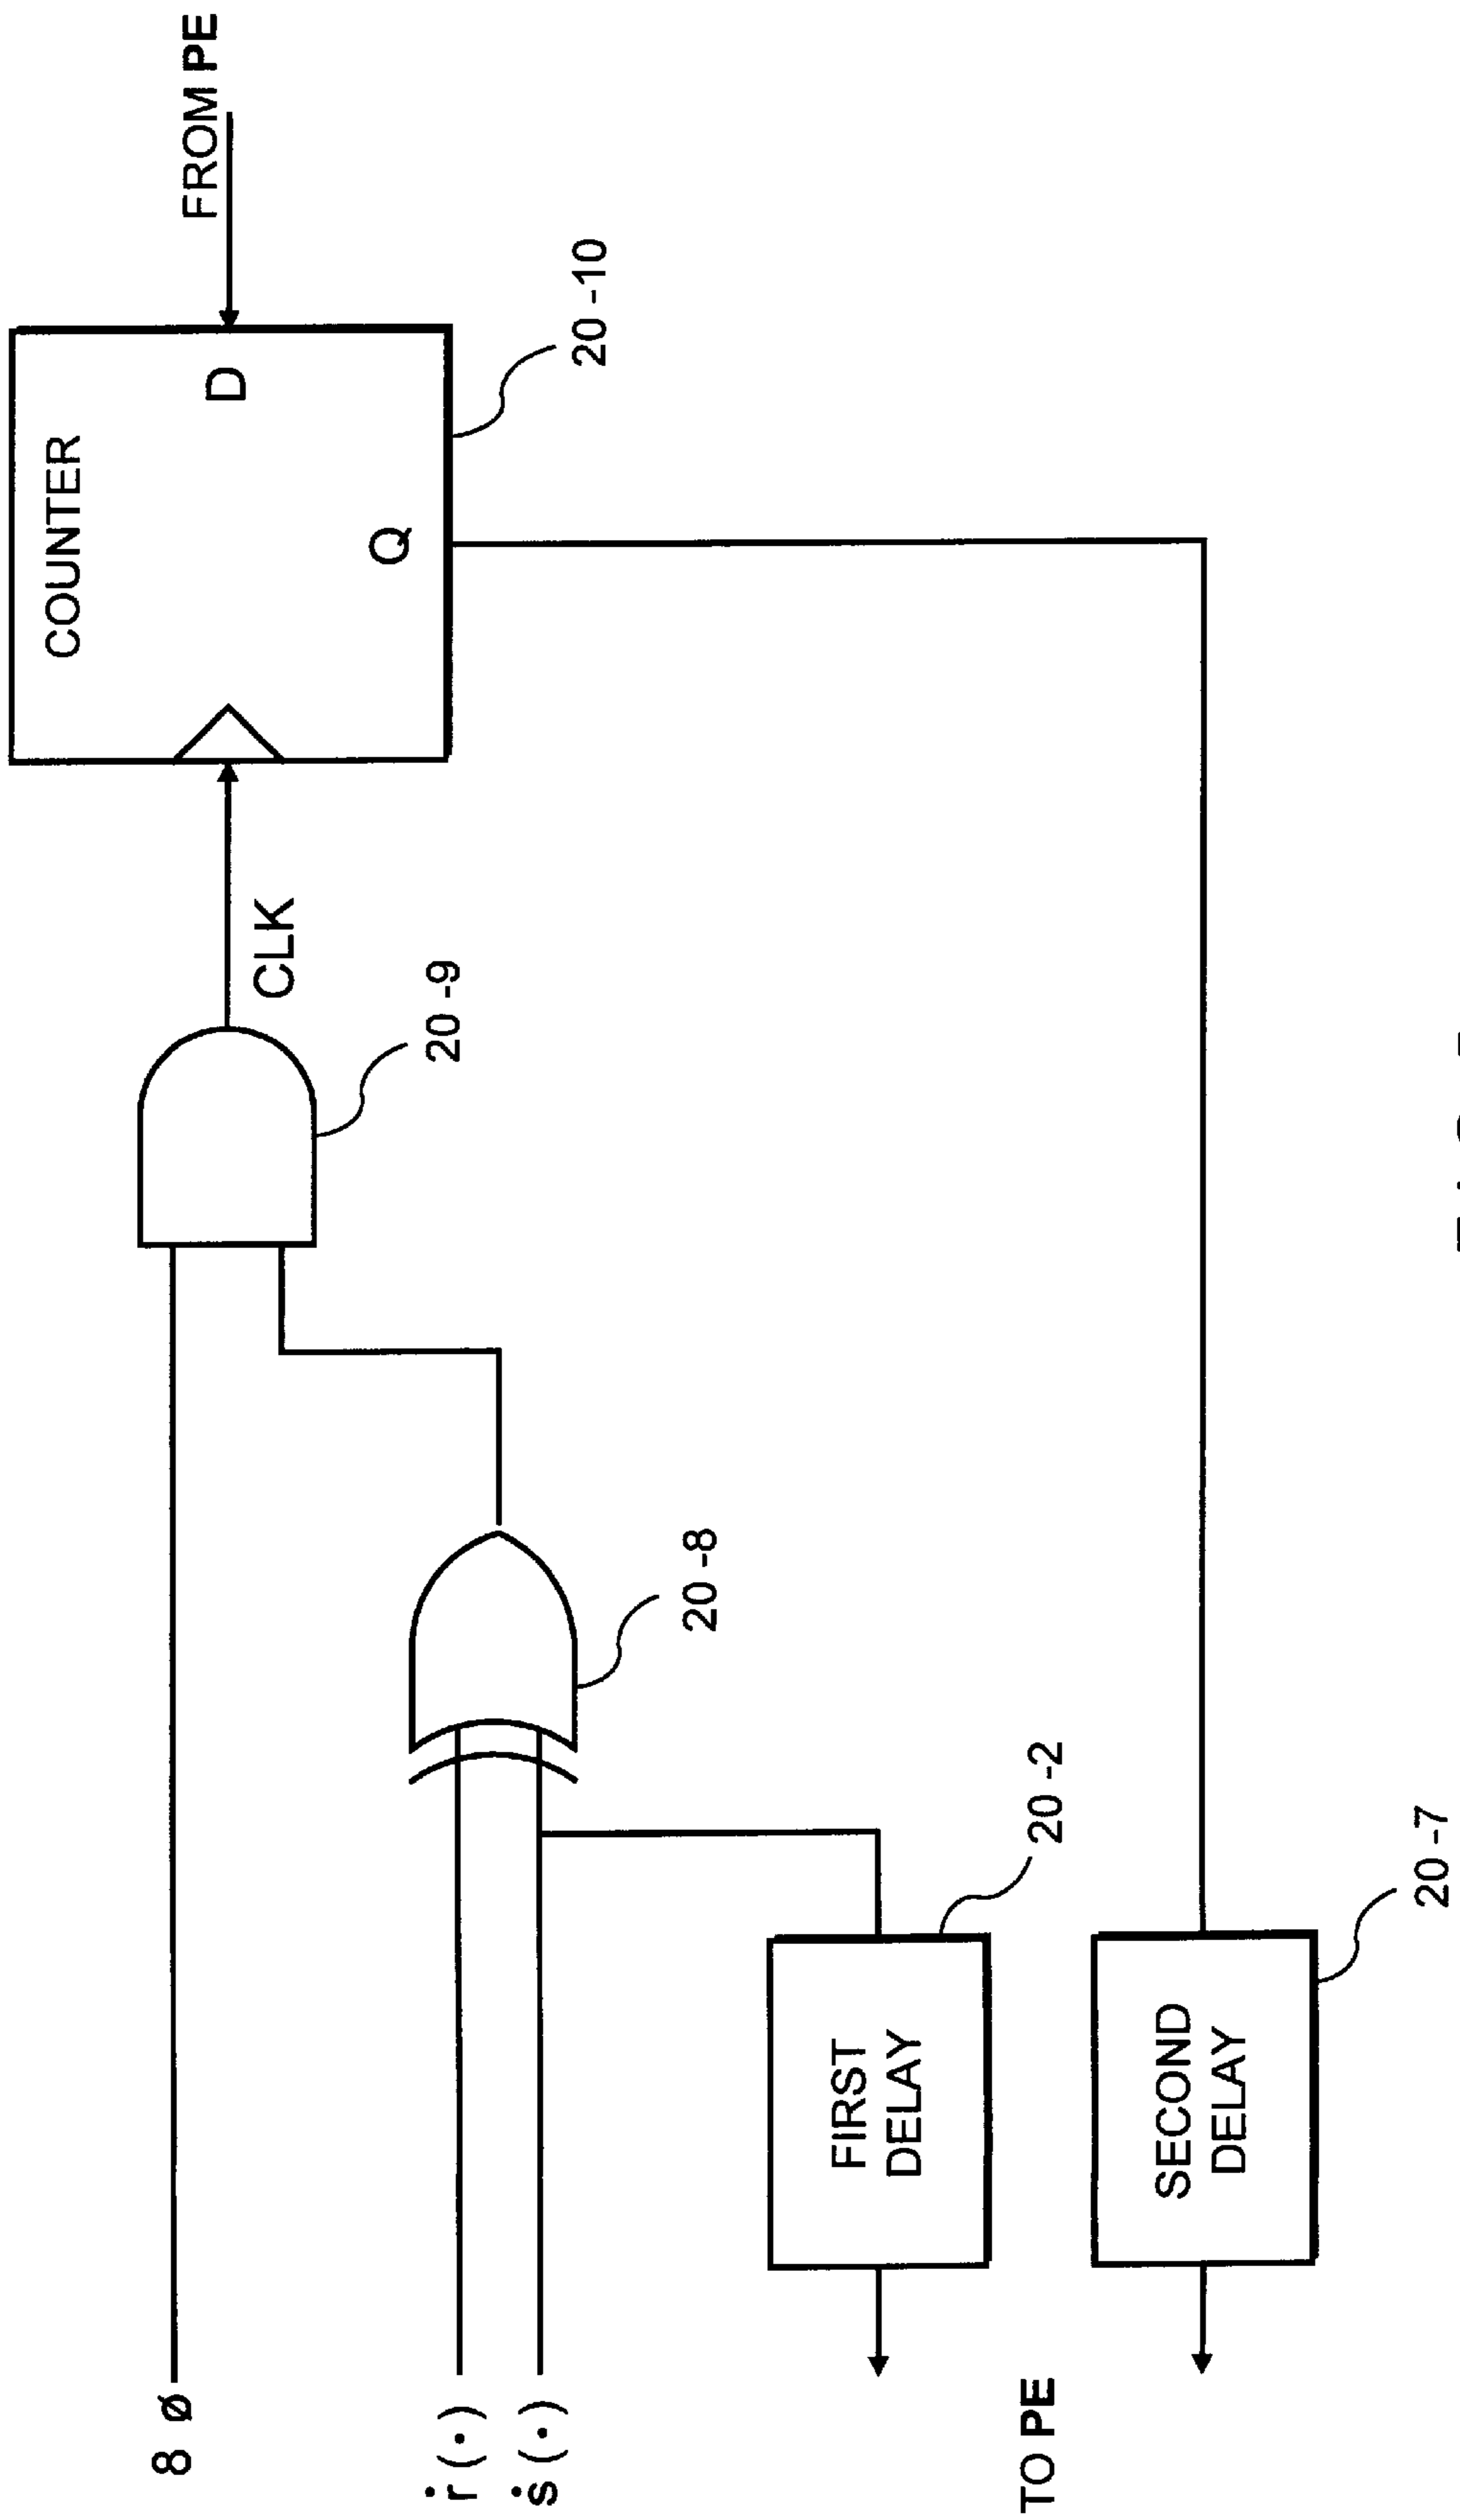 COUNTER
FROM PE
D
Q
20-10
CLK
20-9
8 Ø
ṙ(·)
ṡ(·)
20-8
FIRST
DELAY
20-2
TO PE
SECOND
DELAY
20-7